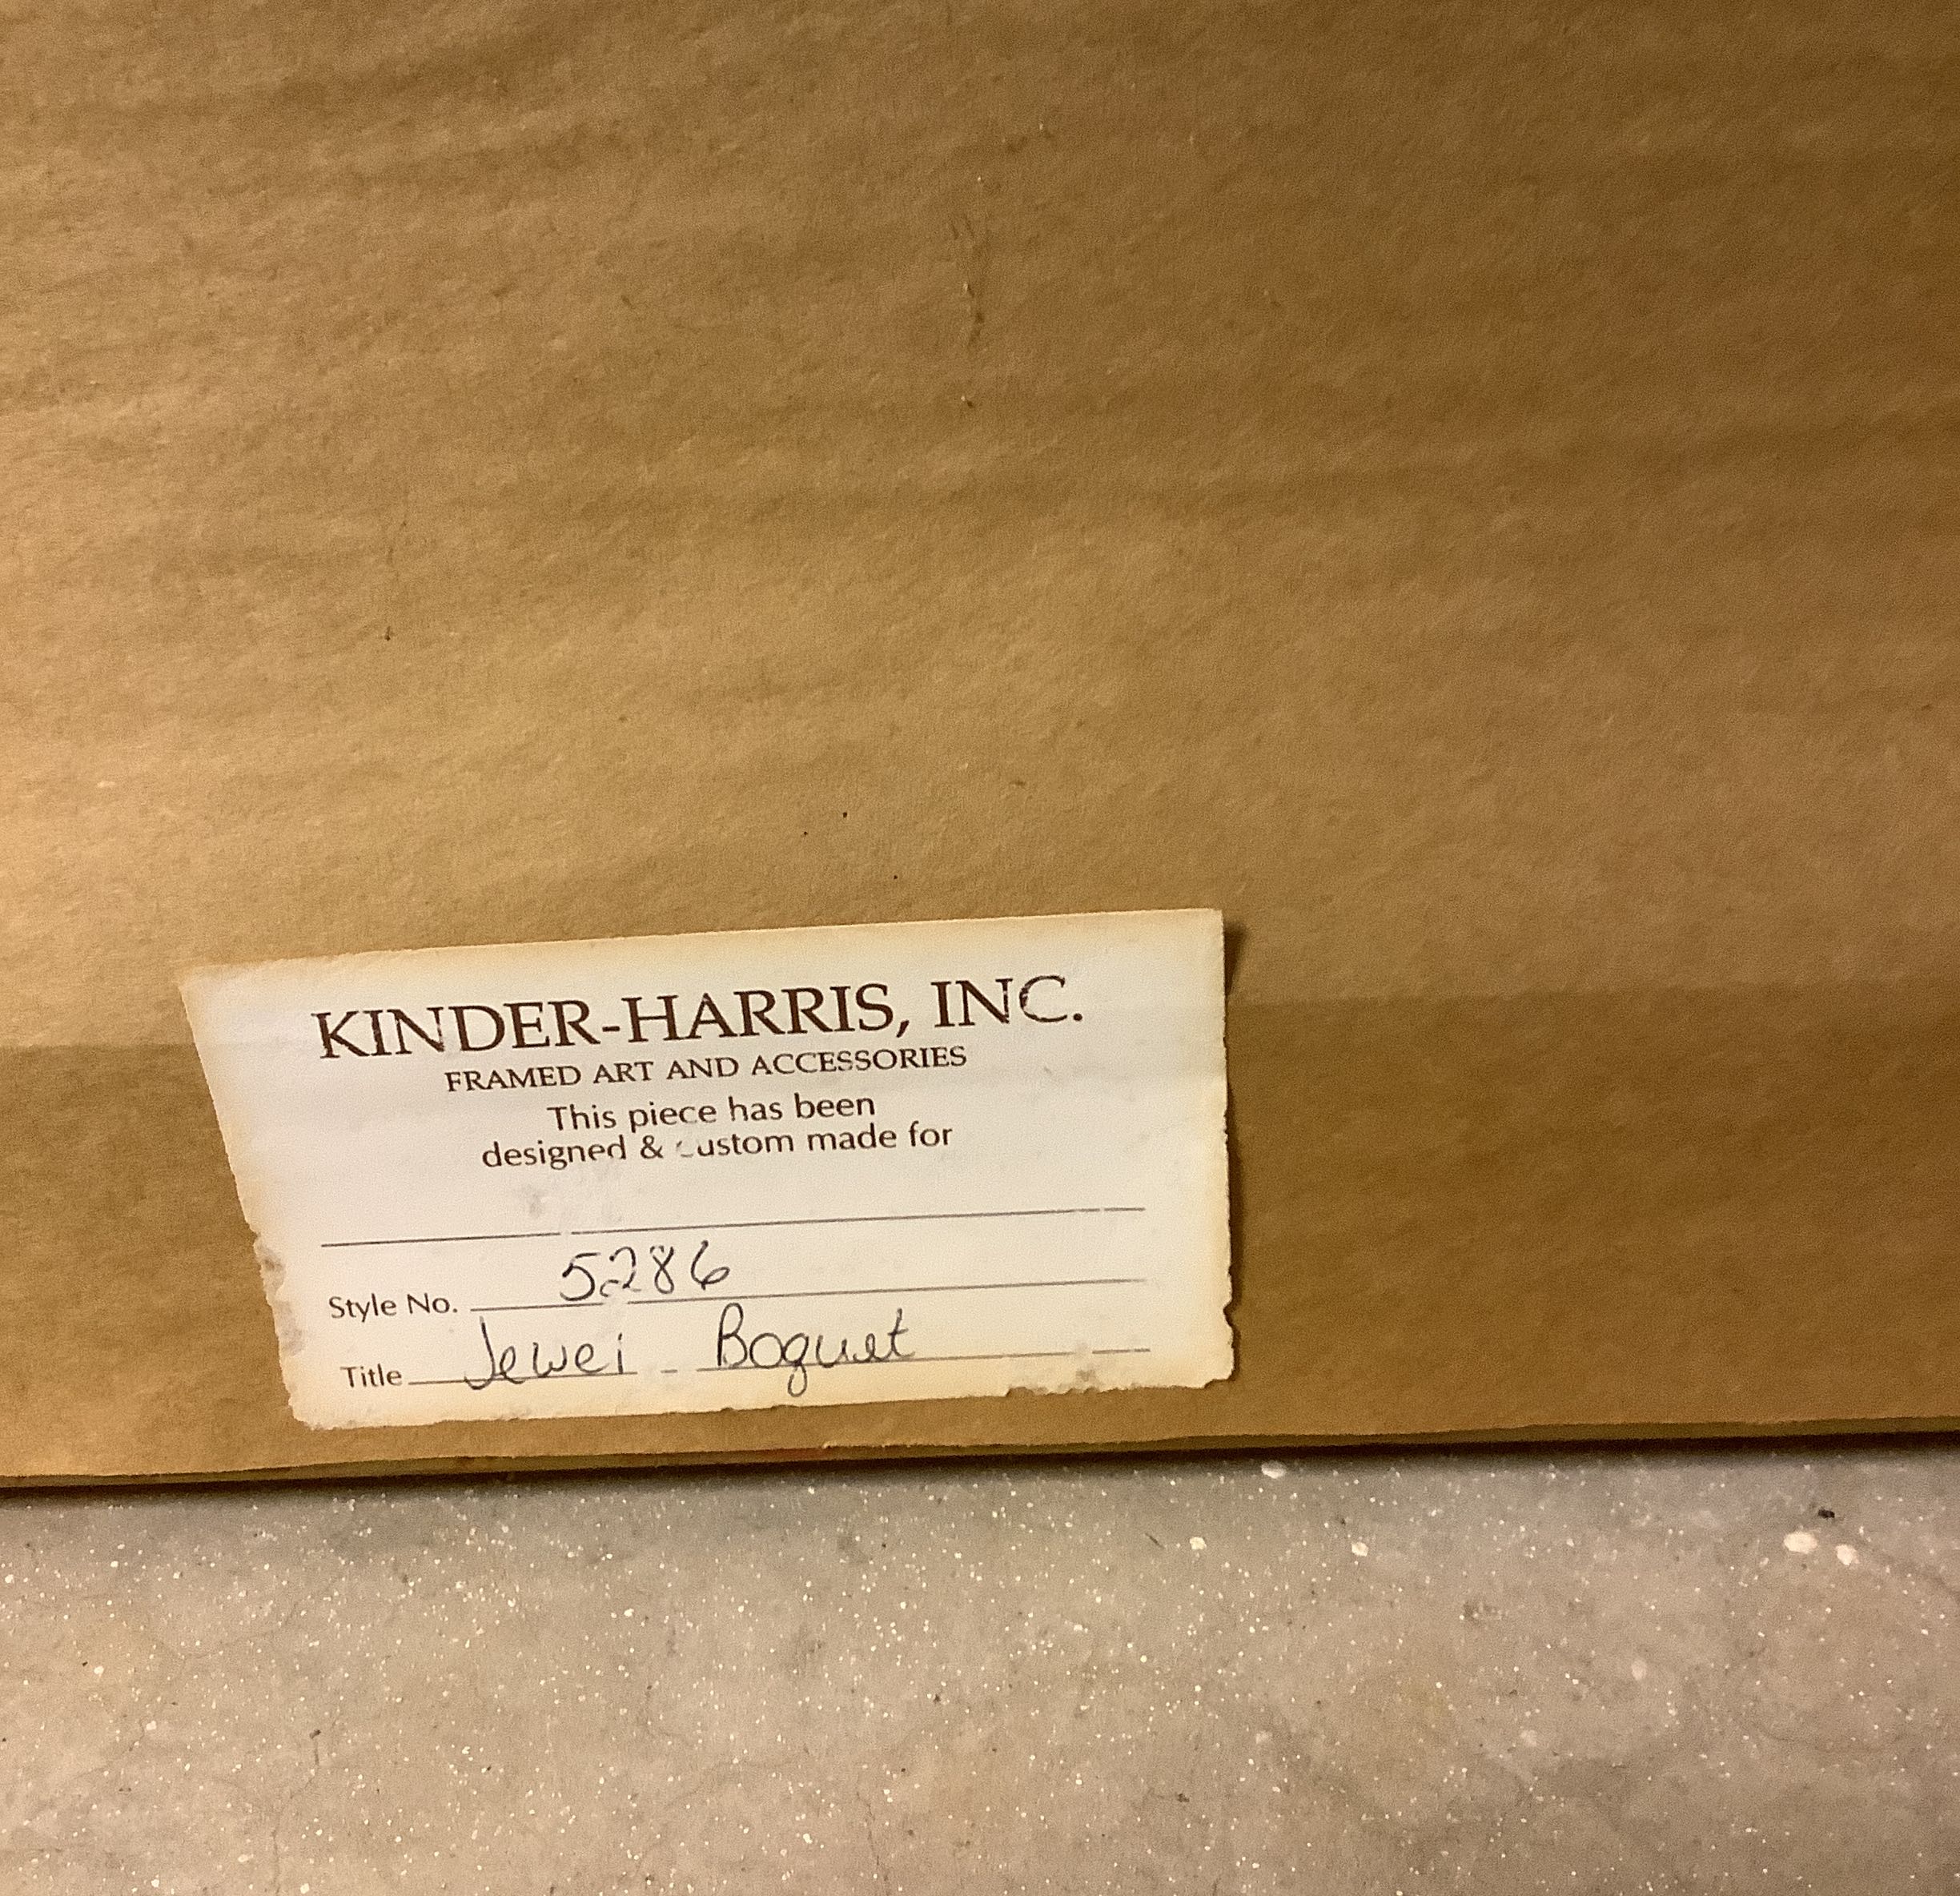 KINDER-HARRIS, INC.
FRAMED ART AND ACCESSORIES
This piece has been
designed & custom made for
Style No. 5286
Title Jewel Boquet